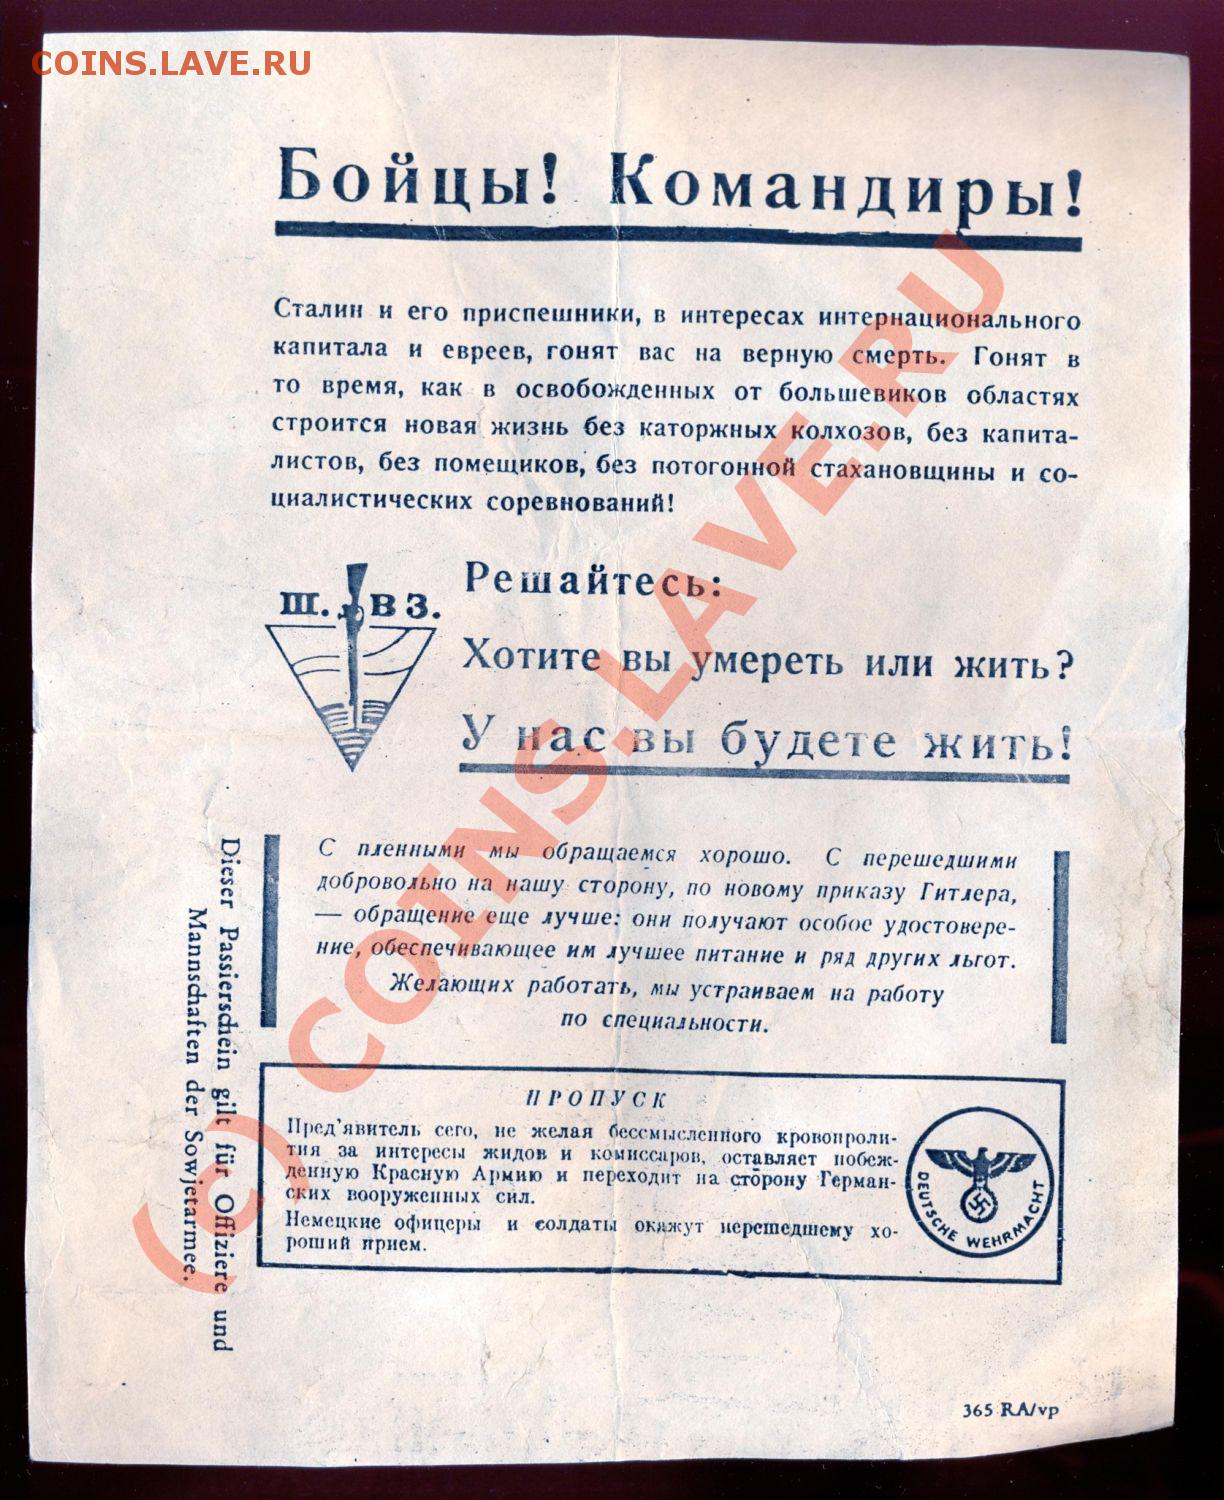 COINS.LAVE.RU
Бойцы! Командиры!
Сталин и его приспешники, в интересах интернационального
капитала и евреев, гонят вас на верную смерть. Гонят в
то время, как в освобожденных от большевиков областях
строится новая жизнь без каторжных колхозов, без капита-
листов, без помещиков, без потогонной стахановщины и со-
циалистических соревнований!
Ш. ВЗ.
Решайтесь:
Хотите вы умереть или жить?
У нас вы будете жить!
С пленными мы обращаемся хорошо. С перешедшими
добровольно на нашу сторону, по новому приказу Гитлера,
— обращение еще лучше: они получают особое удостовере-
ние, обеспечивающее им лучшее питание и ряд других льгот.
Желающих работать, мы устраиваем на работу
по специальности.
ПРОПУСК
Пред'явитель сего, не желая бессмысленного кровопроли-
тия за интересы жидов и комиссаров, оставляет побеж-
денную Красную Армию и переходит на сторону Герман-
ских вооруженных сил.
Немецкие офицеры и солдаты окажут перешедшему хо-
роший прием.
DEUTSCHE WEHRMACHT
Dieser Passierschein gilt für Offiziere und
Mannschaften der Sowjetarmee.
365 RA/vp
(c) COINS.LAVE.RU